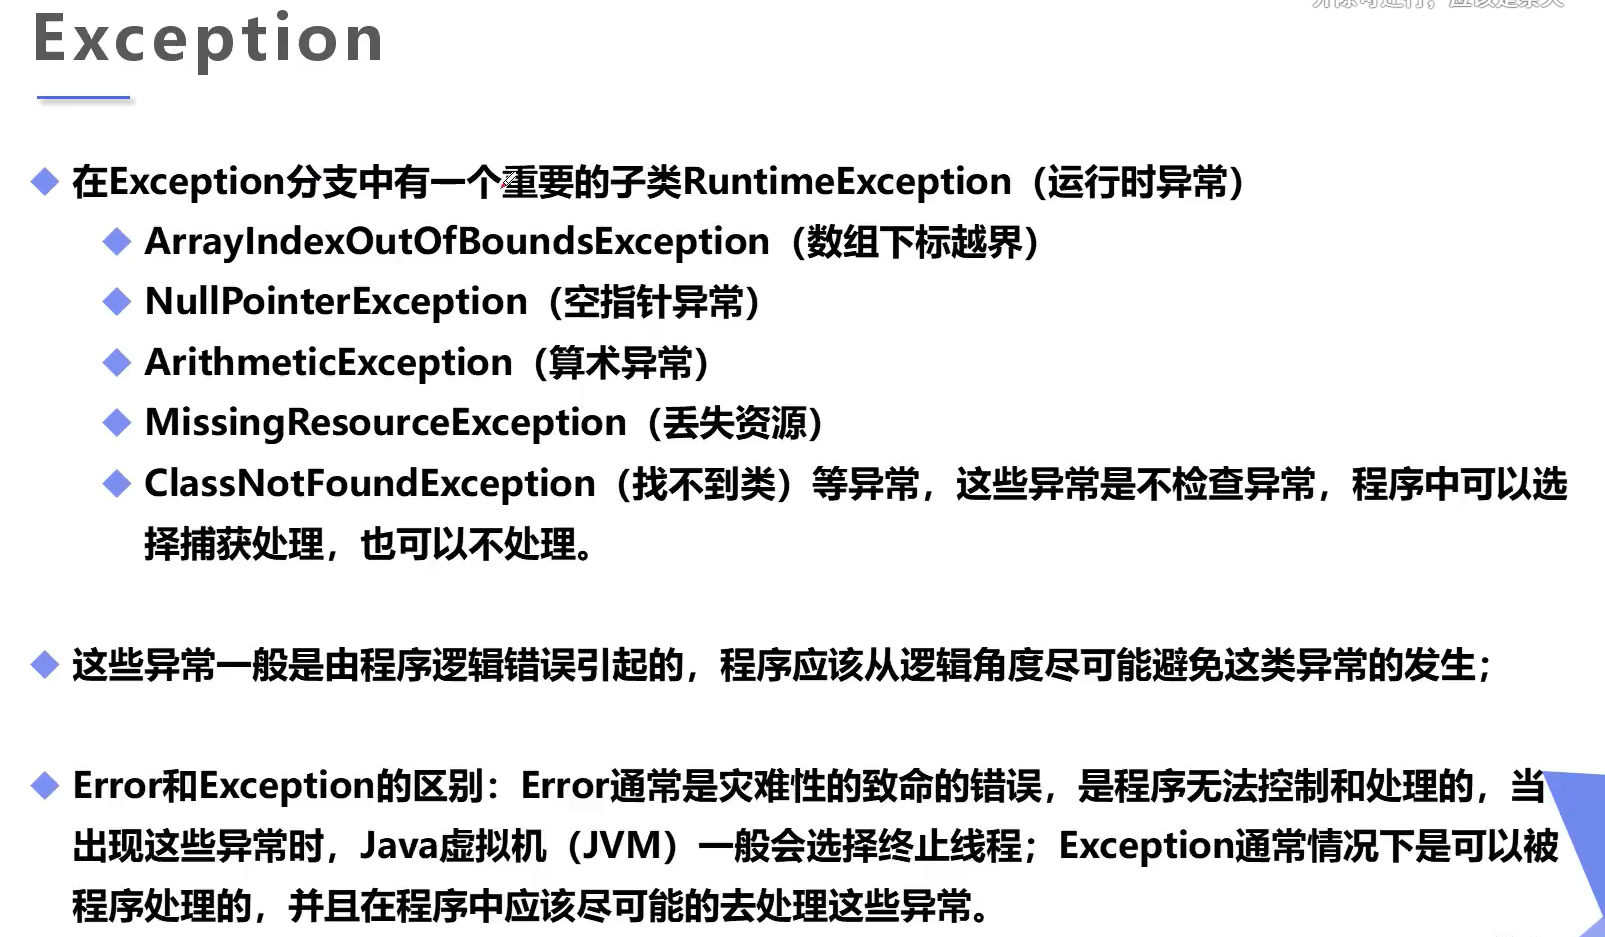 Exception
在Exception分支中有一个重要的子类RuntimeException（运行时异常）
ArrayIndexOutOfBoundsException（数组下标越界）
NullPointerException（空指针异常）
ArithmeticException（算术异常）
MissingResourceException（丢失资源）
ClassNotFoundException（找不到类）等异常，这些异常是不检查异常，程序中可以选
择捕获处理，也可以不处理。
这些异常一般是由程序逻辑错误引起的，程序应该从逻辑角度尽可能避免这类异常的发生；
Error和Exception的区别：Error通常是灾难性的致命的错误，是程序无法控制和处理的，当
出现这些异常时，Java虚拟机（JVM）一般会选择终止线程；Exception通常情况下是可以被
程序处理的，并且在程序中应该尽可能的去处理这些异常。